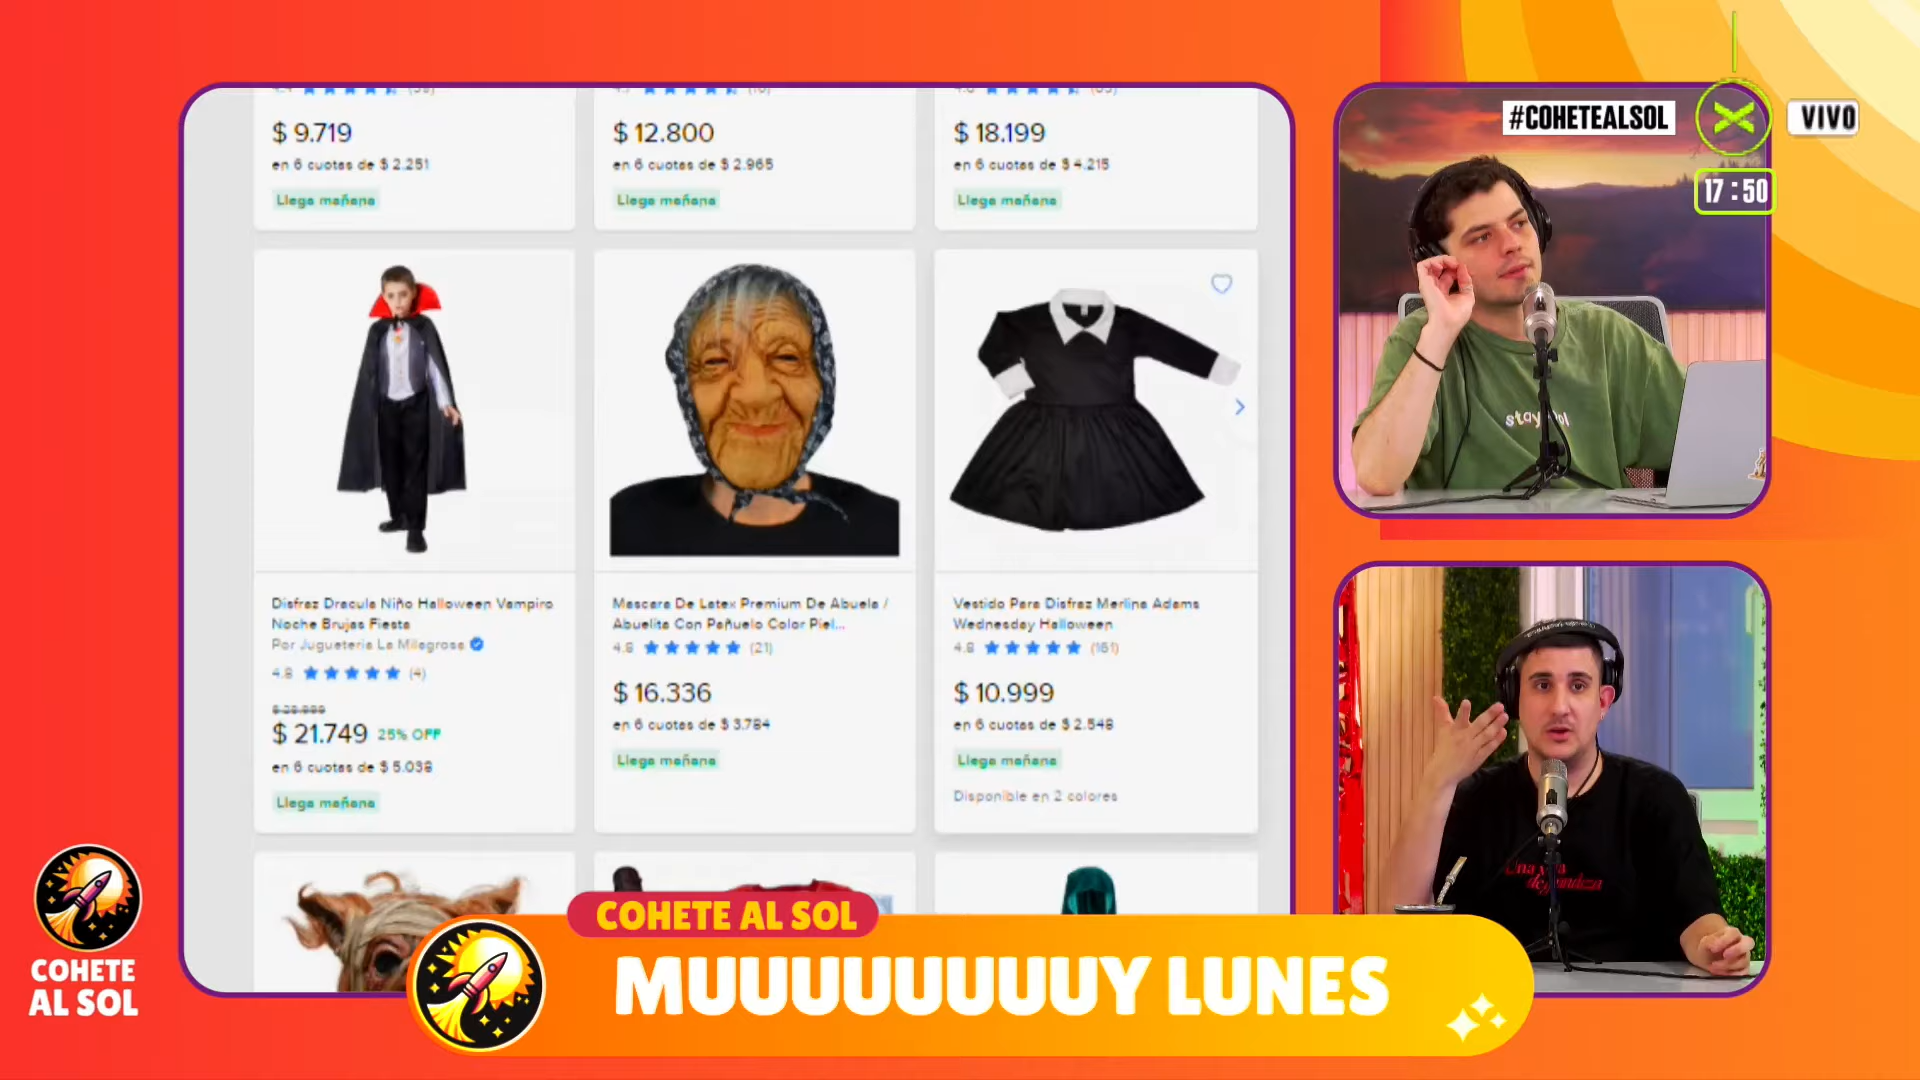 $ 9.719
en 6 cuotas de $ 2.251
Llega mañana
$ 12.800
en 6 cuotas de $ 2.965
Llega mañana
$ 18.199
en 6 cuotas de $ 4.215
Llega mañana
Disfraz Dracula Niño Halloween Vampiro
Noche Brujas Fiesta
Por Jugueteria La Milagrosa
4.8 (4)
$ 21.749 25% OFF
en 6 cuotas de $ 5.038
Llega mañana
Mascara De Latex Premium De Abuela /
Abuelita Con Pañuelo Color Piel...
4.8 (21)
$ 16.336
en 6 cuotas de $ 3.784
Llega mañana
Vestido Para Disfraz Merlina Adams
Wednesday Halloween
4.8 (161)
$ 10.999
en 6 cuotas de $ 2.548
Llega mañana
Disponible en 2 colores
#COHETEALSOL
VIVO
17:50
COHETE
AL SOL
COHETE AL SOL
MUUUUUUUUUY LUNES